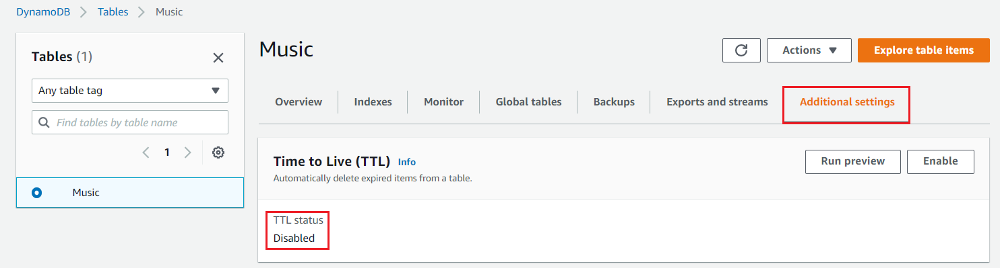 DynamoDB > Tables > Music
Tables (1)
Any table tag
Find tables by table name
1
Music
Music
Actions
Explore table items
Overview
Indexes
Monitor
Global tables
Backups
Exports and streams
Additional settings
Time to Live (TTL) Info
Automatically delete expired items from a table.
Run preview
Enable
TTL status
Disabled